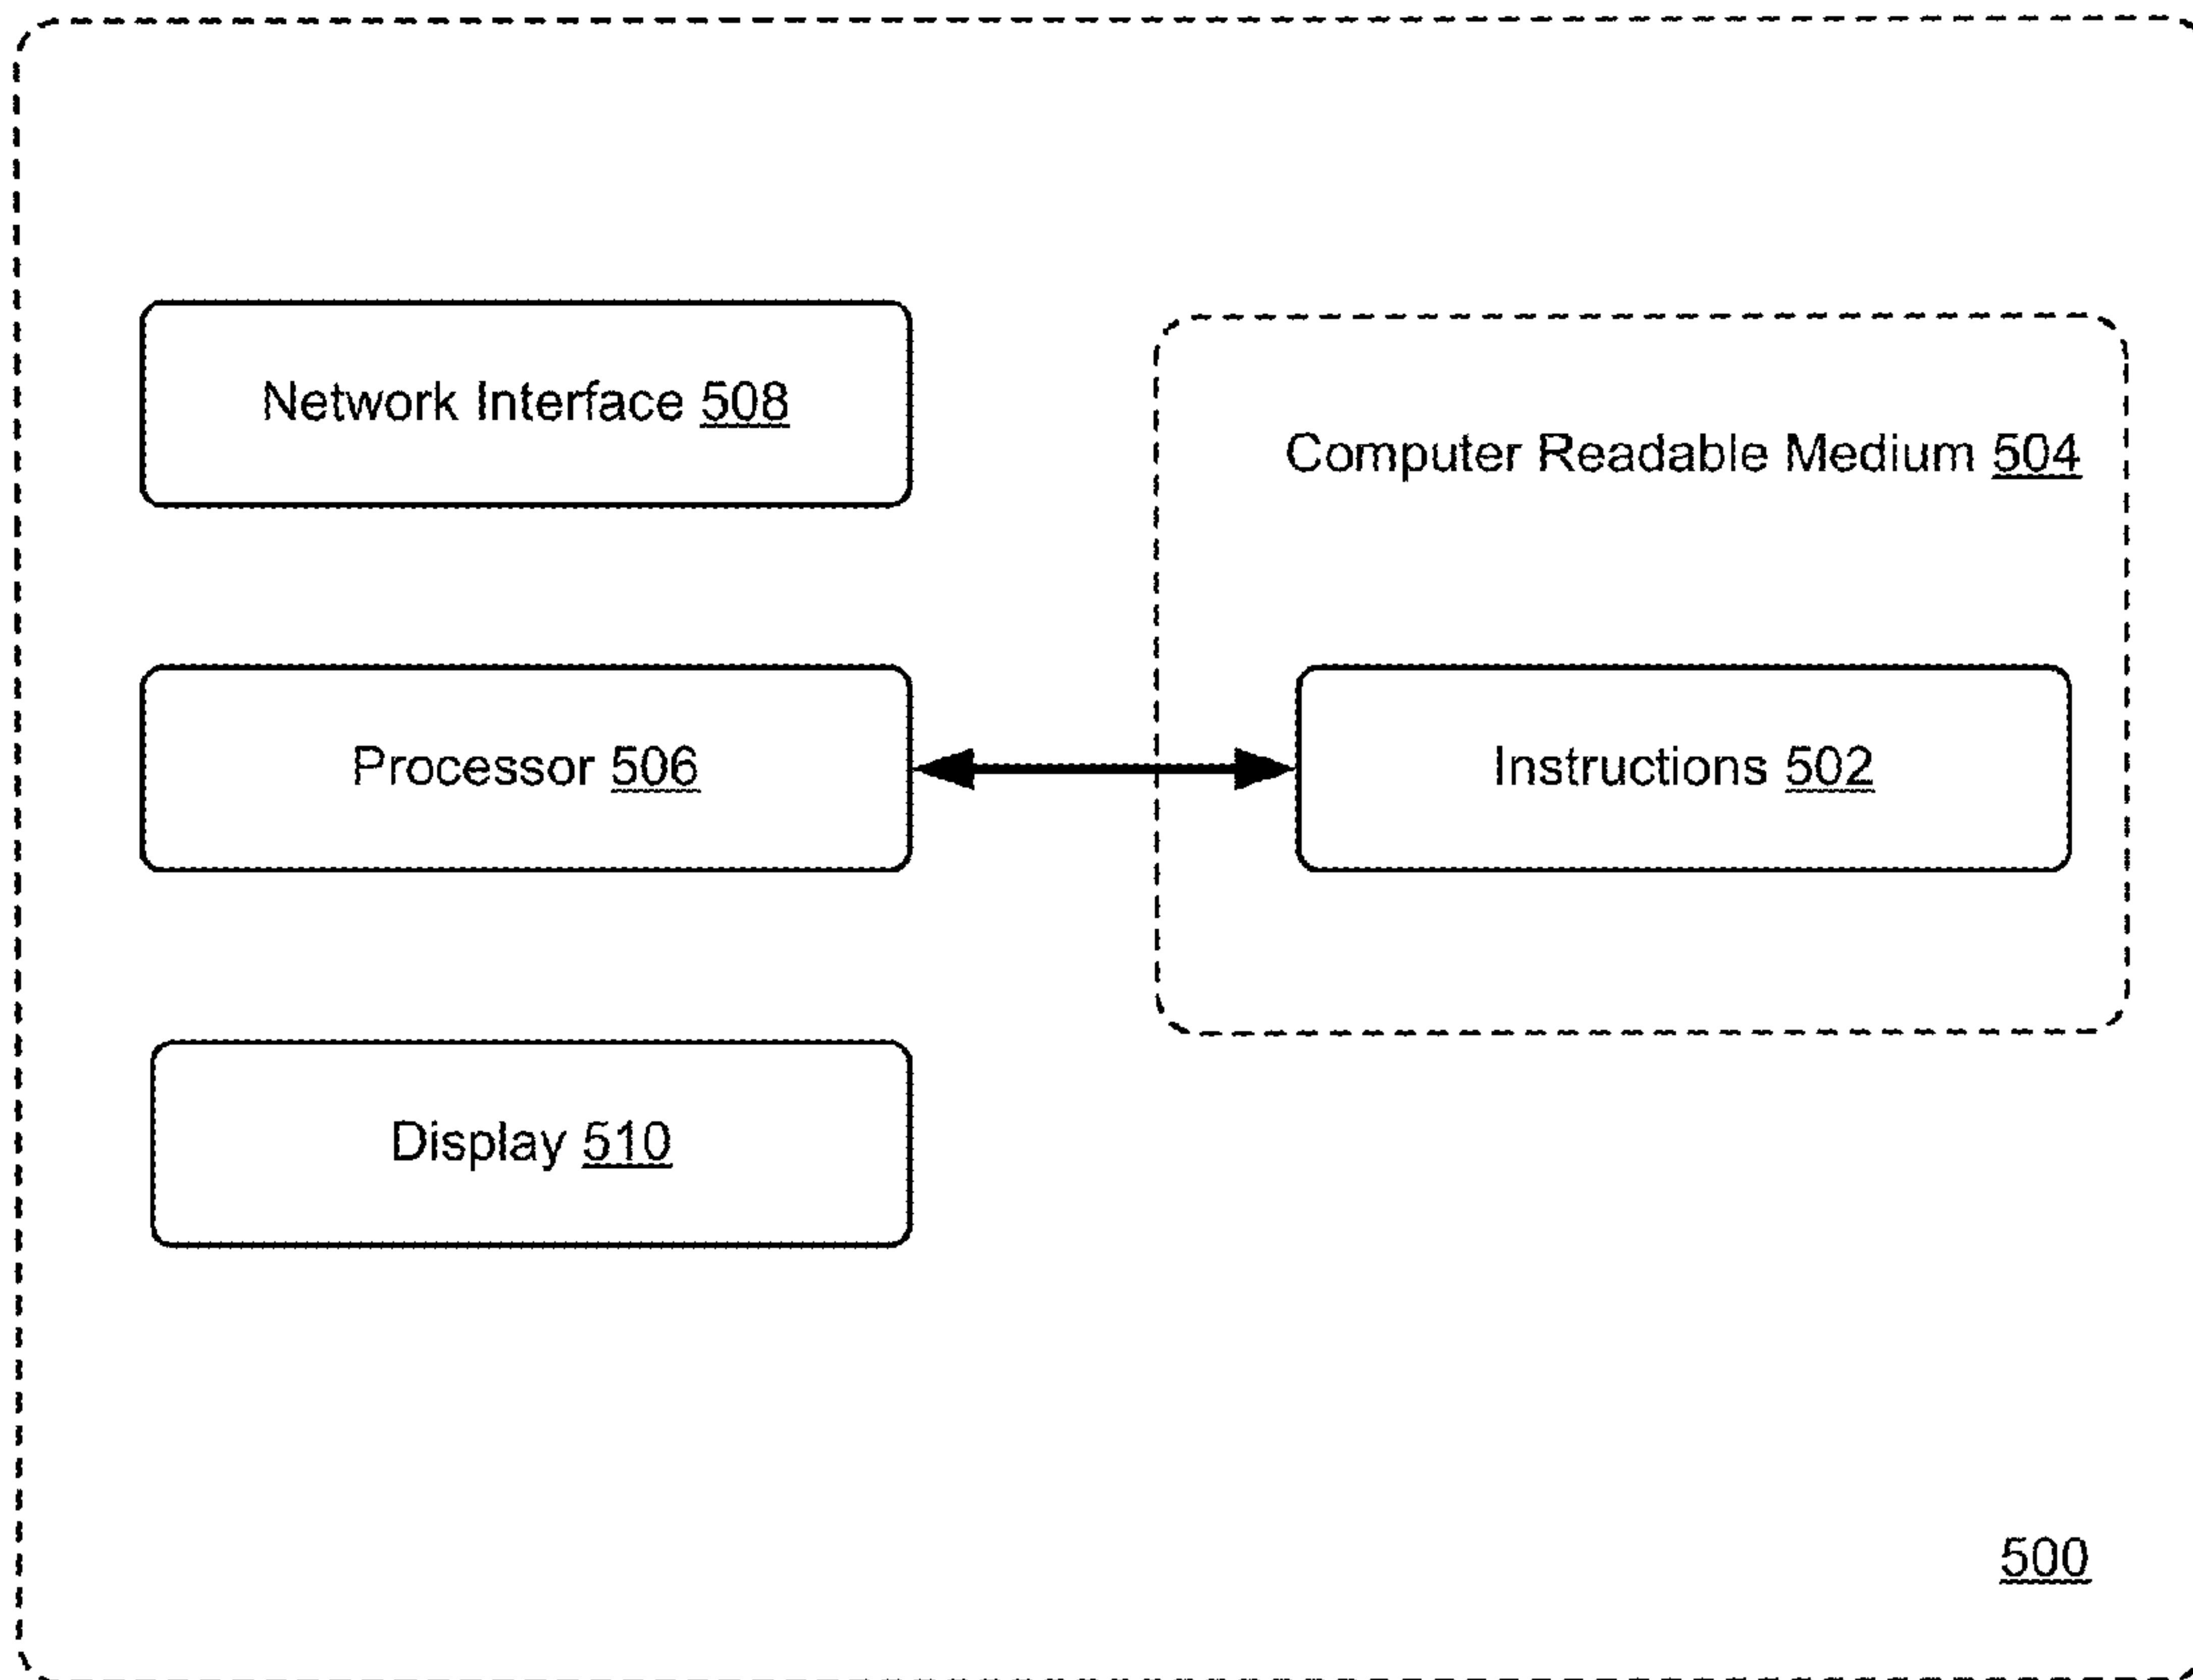 Network Interface 508
Computer Readable Medium 504
Processor 506
Instructions 502
Display 510
500